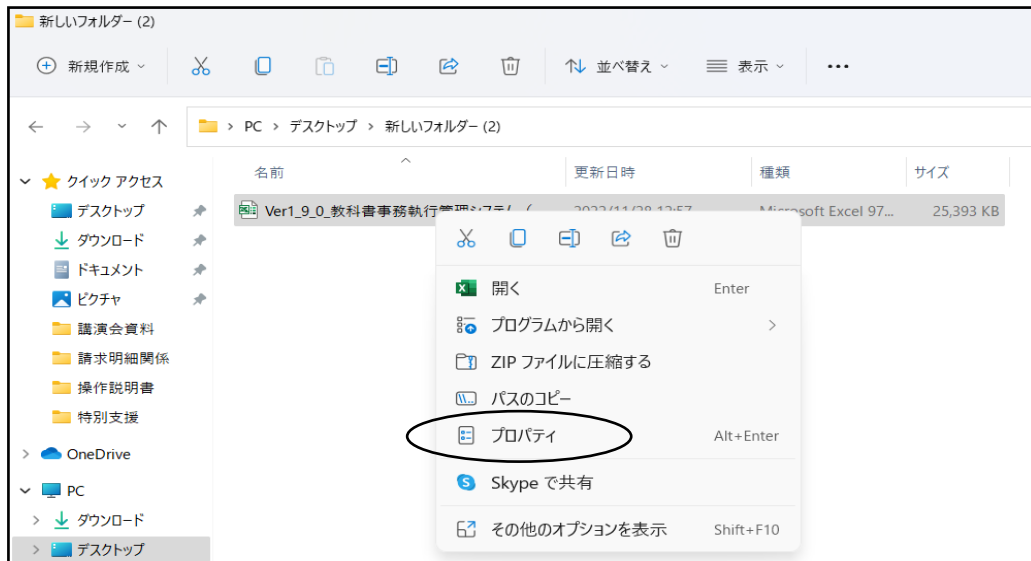 新しいフォルダー (2)
新規作成 並べ替え 表示 ...
PC > デスクトップ > 新しいフォルダー (2)
名前 更新日時 種類 サイズ
クイック アクセス
Ver1_9_0_教科書事務執行管理システム ( 2022/11/28 12:57 Microsoft Excel 97... 25,393 KB
デスクトップ
ダウンロード
ドキュメント
ピクチャ
講演会資料
請求明細関係
操作説明書
特別支援
OneDrive
PC
ダウンロード
デスクトップ
開く Enter
プログラムから開く
ZIP ファイルに圧縮する
パスのコピー
プロパティ Alt+Enter
Skype で共有
その他のオプションを表示 Shift+F10